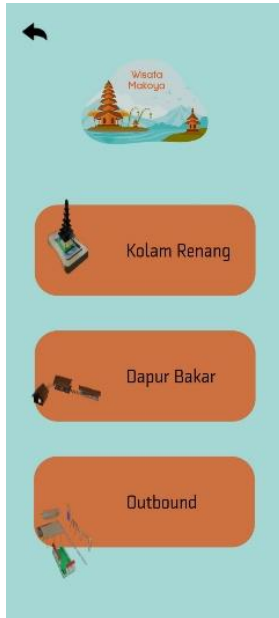 Wisata
Makoya
Kolam Renang
Dapur Bakar
Outbound